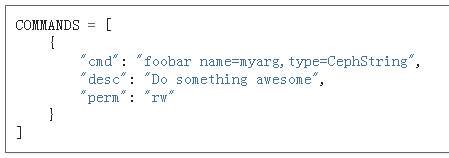 COMMANDS = [
    {
        "cmd": "foobar name=myarg,type=CephString",
        "desc": "Do something awesome",
        "perm": "rw"
    }
]